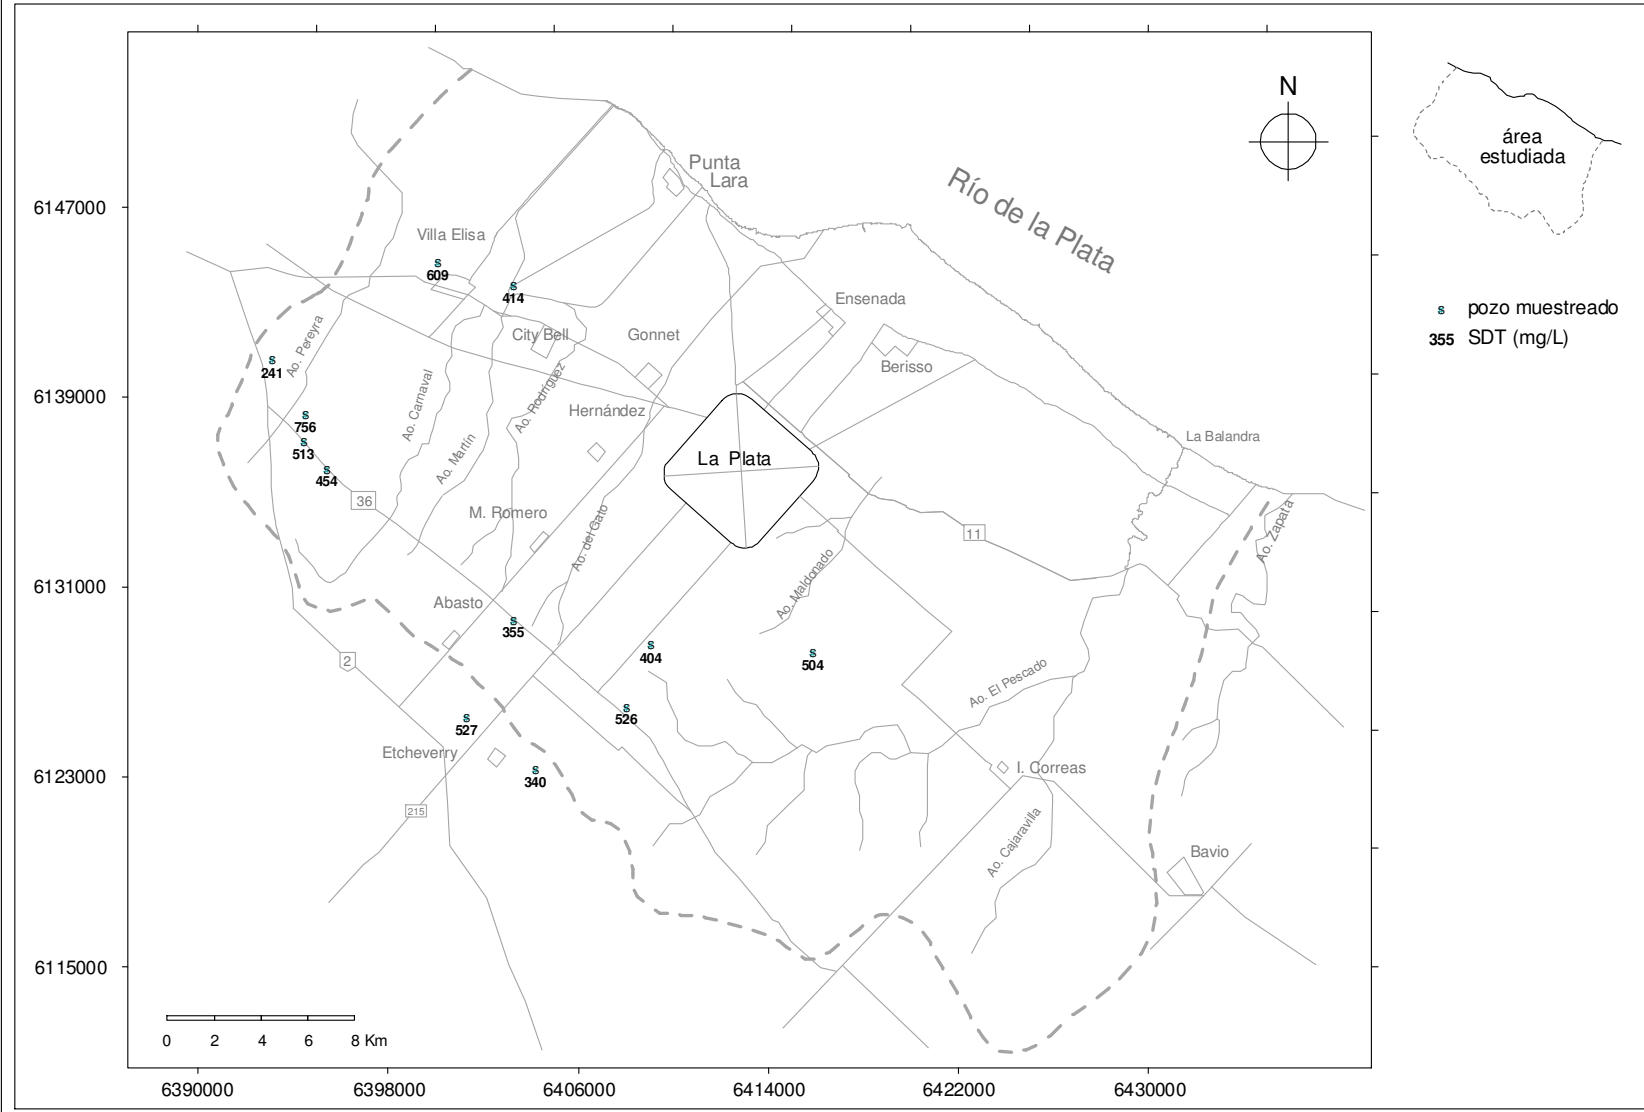 N
Punta
Lara
Río de la Plata
área
estudiada
6147000
Villa Elisa
609
414
Ensenada
s pozo muestreado
355 SDT (mg/L)
City Bell
Gonnet
Ao. Pereyra
241
Berisso
6139000
Ao. Carnaval
Ao. Rodríguez
Hernández
756
513
454
Ao. Martín
La Balandra
La Plata
36
M. Romero
Ao. del Gato
11
Ao. Zapata
6131000
Abasto
Ao. Maldonado
355
2
404
504
Ao. El Pescado
527
526
Etcheverry
6123000
340
I. Correas
215
Ao. Cajaravilla
Bavio
6115000
0 2 4 6 8 Km
6390000 6398000 6406000 6414000 6422000 6430000